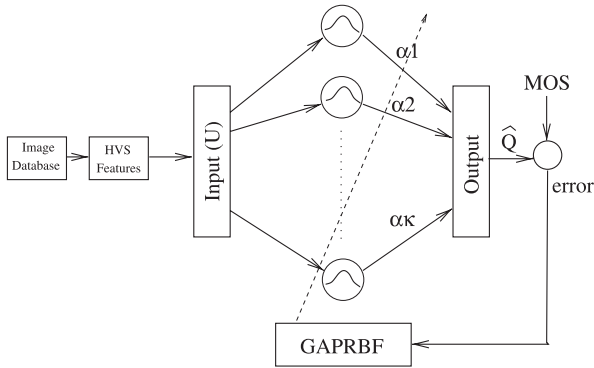 Image
Database
HVS
Features
Input (U)
α1
α2
ακ
Output
Q̂
MOS
error
GAPRBF